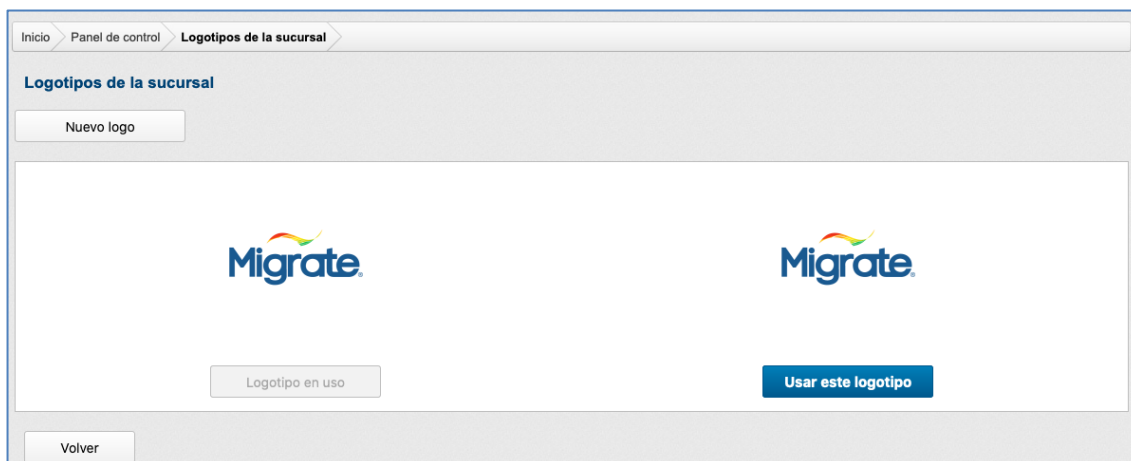 Inicio Panel de control Logotipos de la sucursal
Logotipos de la sucursal
Nuevo logo
Migrate® Migrate®
Logotipo en uso Usar este logotipo
Volver